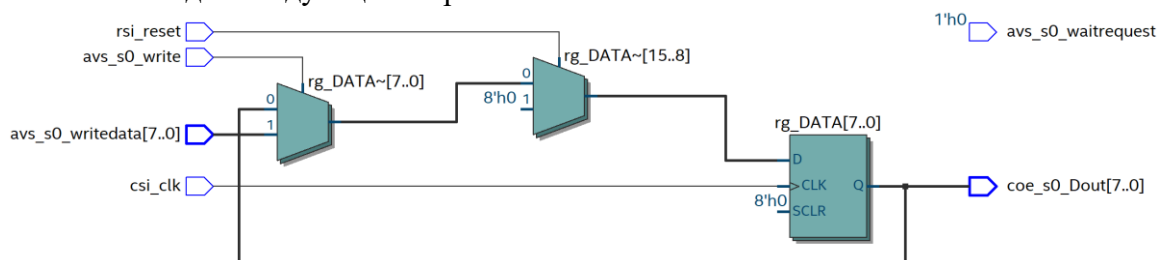 rsi_reset
1'h0
avs_s0_waitrequest
avs_s0_write
rg_DATA~[15..8]
rg_DATA~[7..0]
0
8'h0
1
0
1
avs_s0_writedata[7..0]
rg_DATA[7..0]
D
csi_clk
CLK
Q
coe_s0_Dout[7..0]
8'h0
SCLR